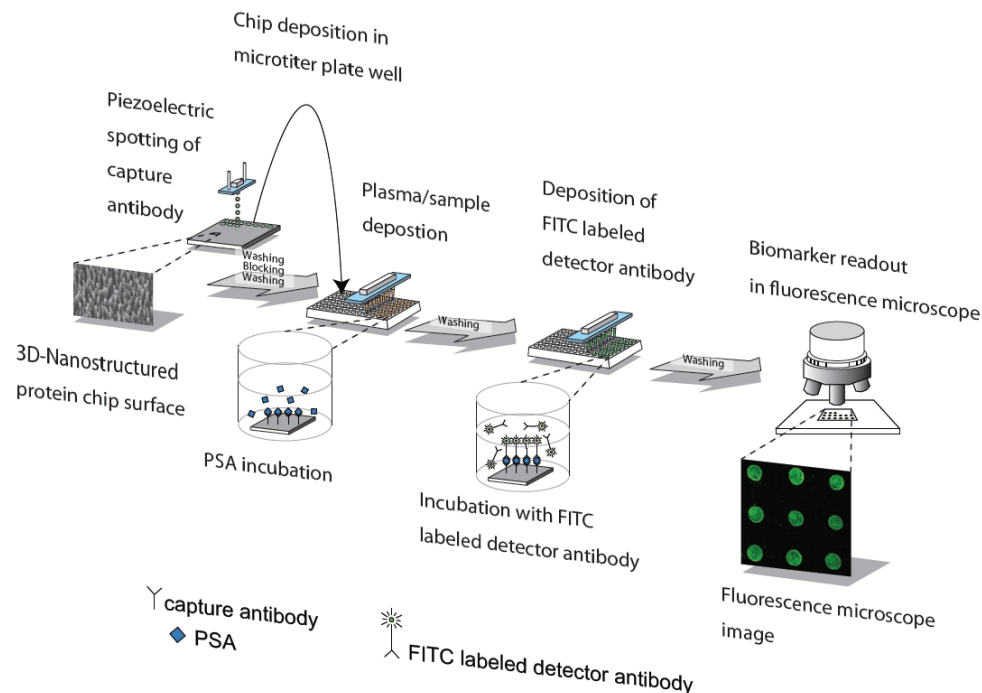 Chip deposition in
microtiter plate well
Piezoelectric
spotting of
capture
antibody
Washing
Blocking
Washing
3D-Nanostructured
protein chip surface
Plasma/sample
depostion
PSA incubation
Washing
Deposition of
FITC labeled
detector antibody
Incubation with FITC
labeled detector antibody
Washing
Biomarker readout
in fluorescence microscope
Fluorescence microscope
image
capture antibody
PSA
FITC labeled detector antibody